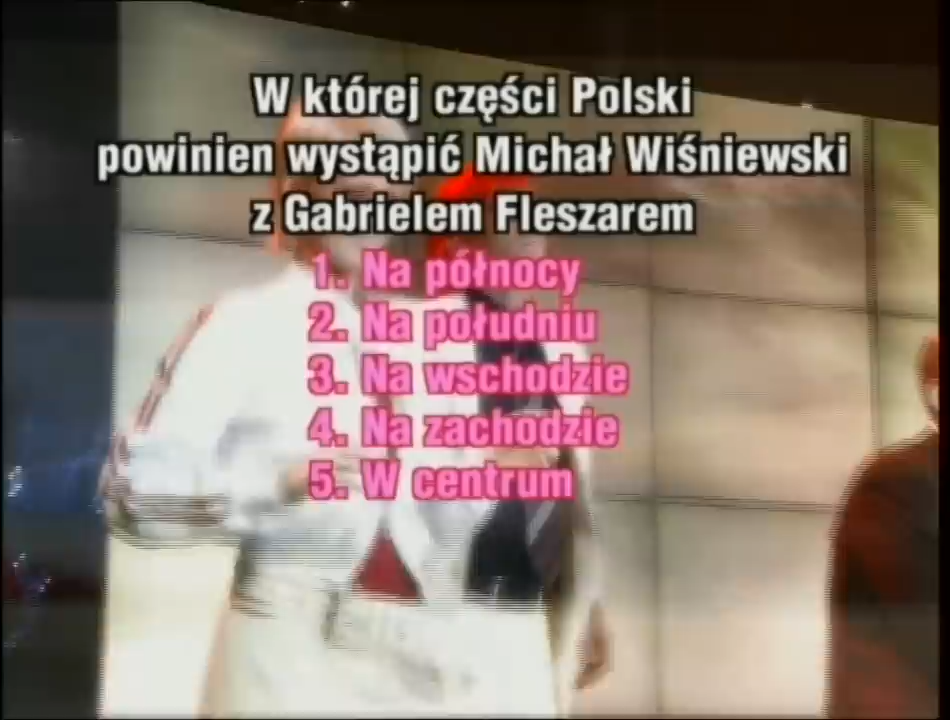 W której części Polski
powinien wystąpić Michał Wiśniewski
z Gabrielem Fleszarem
1. Na północy
2. Na południu
3. Na wschodzie
4. Na zachodzie
5. W centrum